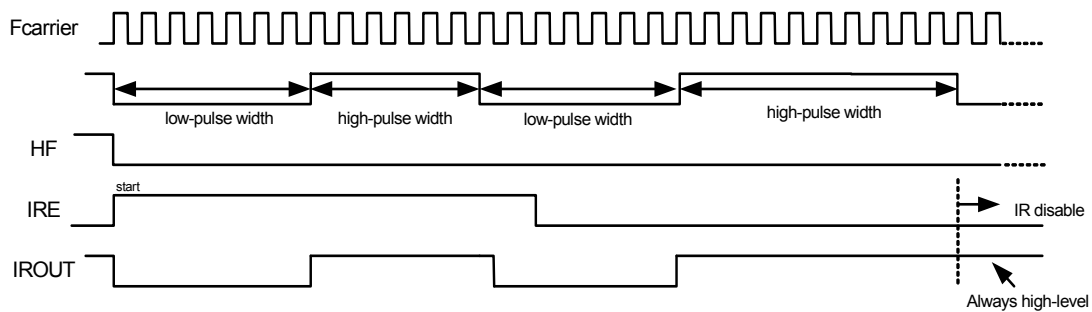 Fcarrier
low-pulse width
high-pulse width
low-pulse width
high-pulse width
HF
start
IRE
IR disable
IROUT
Always high-level